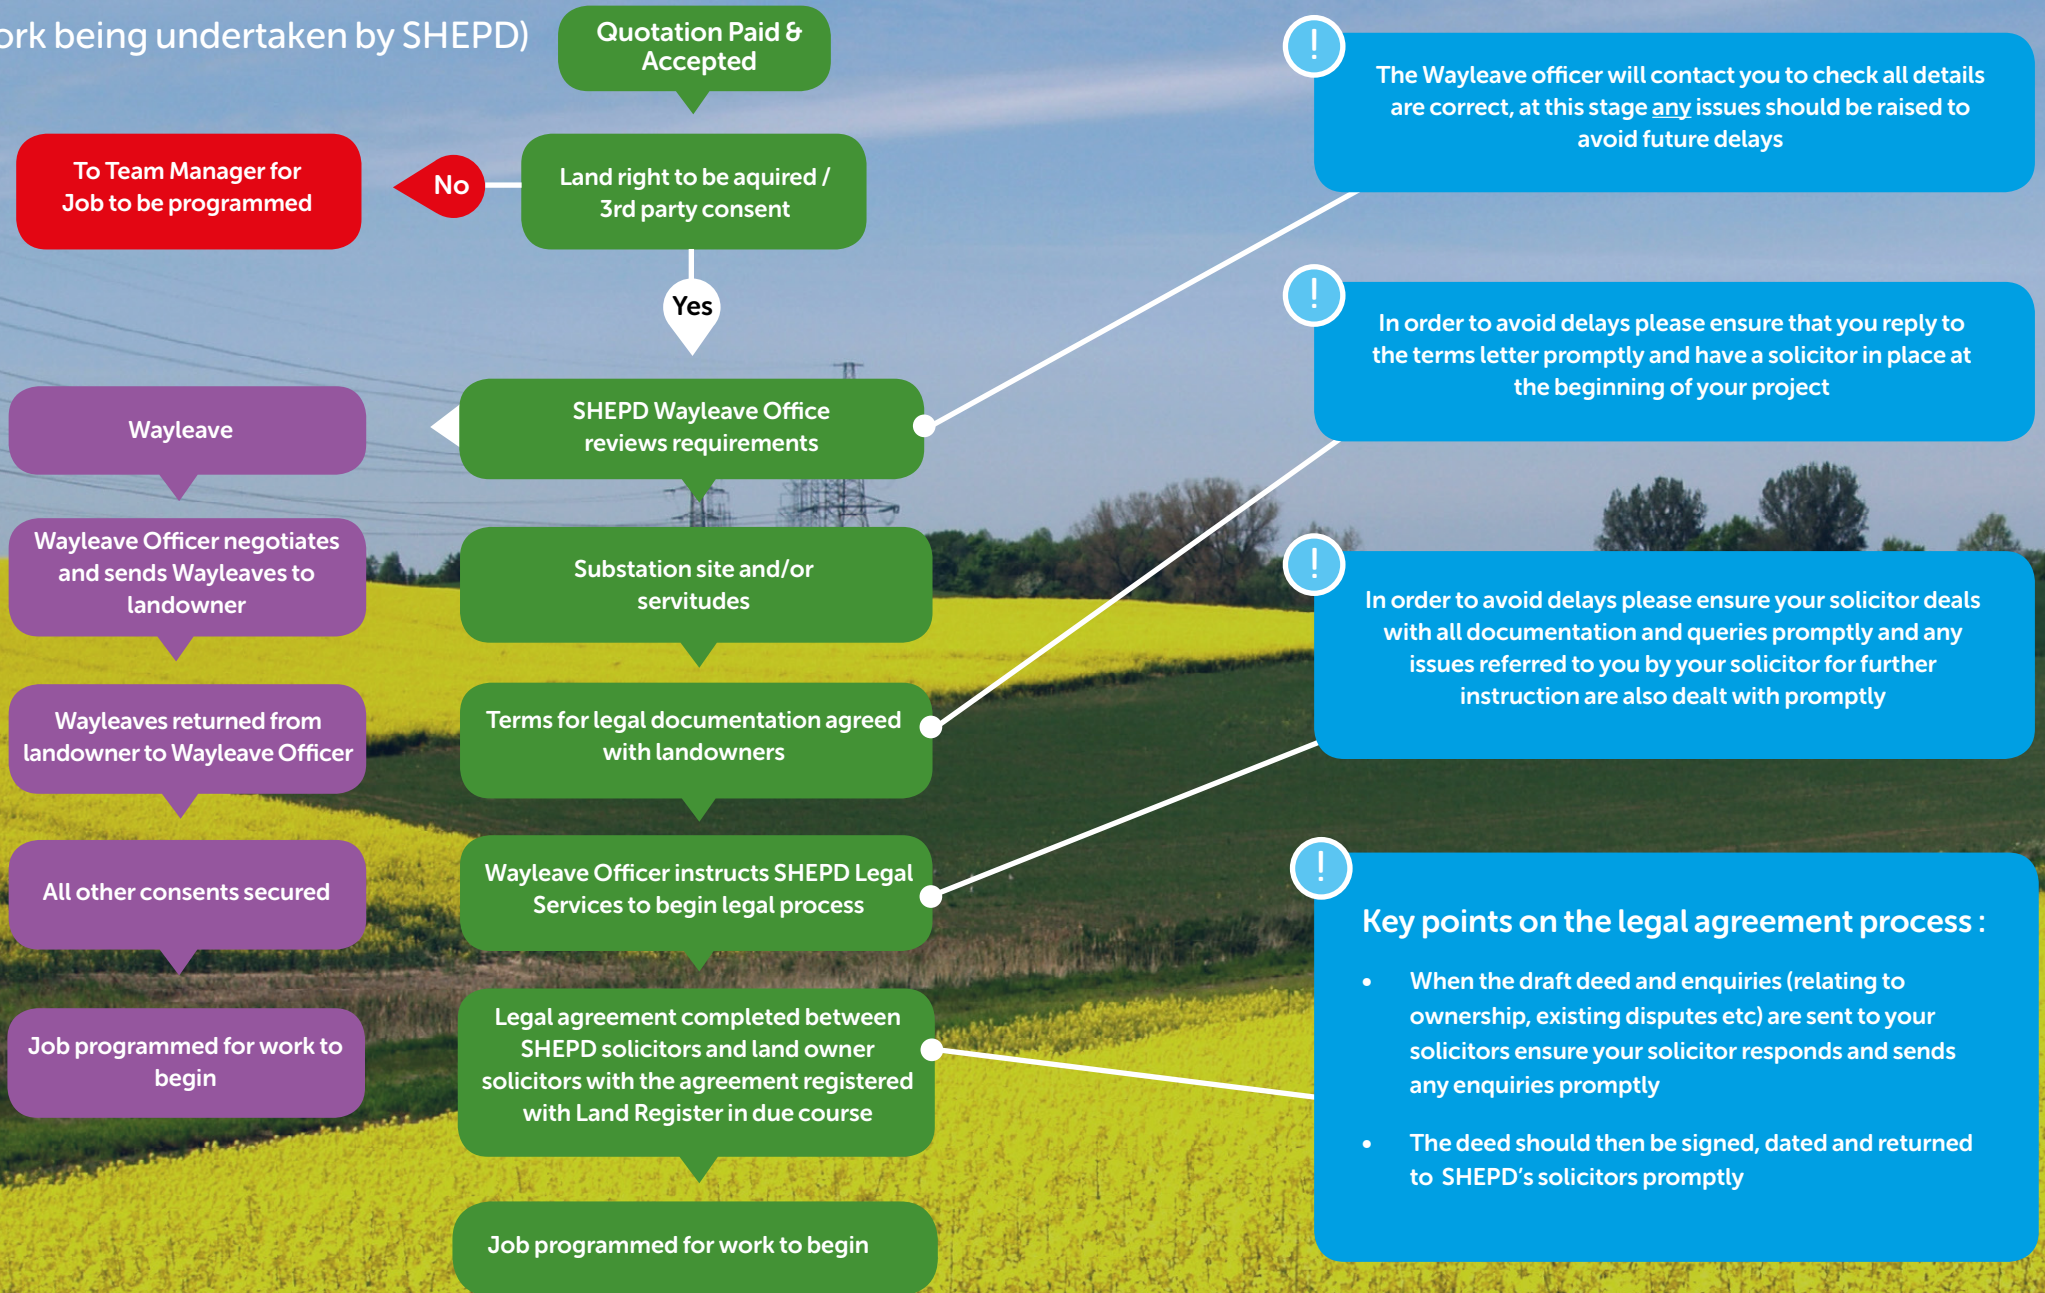 ork being undertaken by SHEPD)
Quotation Paid &
Accepted
To Team Manager for
Job to be programmed
No
Land right to be aquired /
3rd party consent
Yes
Wayleave
SHEPD Wayleave Office
reviews requirements
Wayleave Officer negotiates
and sends Wayleaves to
landowner
Substation site and/or
servitudes
Wayleaves returned from
landowner to Wayleave Officer
Terms for legal documentation agreed
with landowners
All other consents secured
Wayleave Officer instructs SHEPD Legal
Services to begin legal process
Job programmed for work to
begin
Legal agreement completed between
SHEPD solicitors and land owner
solicitors with the agreement registered
with Land Register in due course
Job programmed for work to begin
!
The Wayleave officer will contact you to check all details
are correct, at this stage any issues should be raised to
avoid future delays
!
In order to avoid delays please ensure that you reply to
the terms letter promptly and have a solicitor in place at
the beginning of your project
!
In order to avoid delays please ensure your solicitor deals
with all documentation and queries promptly and any
issues referred to you by your solicitor for further
instruction are also dealt with promptly
!
Key points on the legal agreement process :
• When the draft deed and enquiries (relating to
ownership, existing disputes etc) are sent to your
solicitors ensure your solicitor responds and sends
any enquiries promptly
• The deed should then be signed, dated and returned
to SHEPD's solicitors promptly